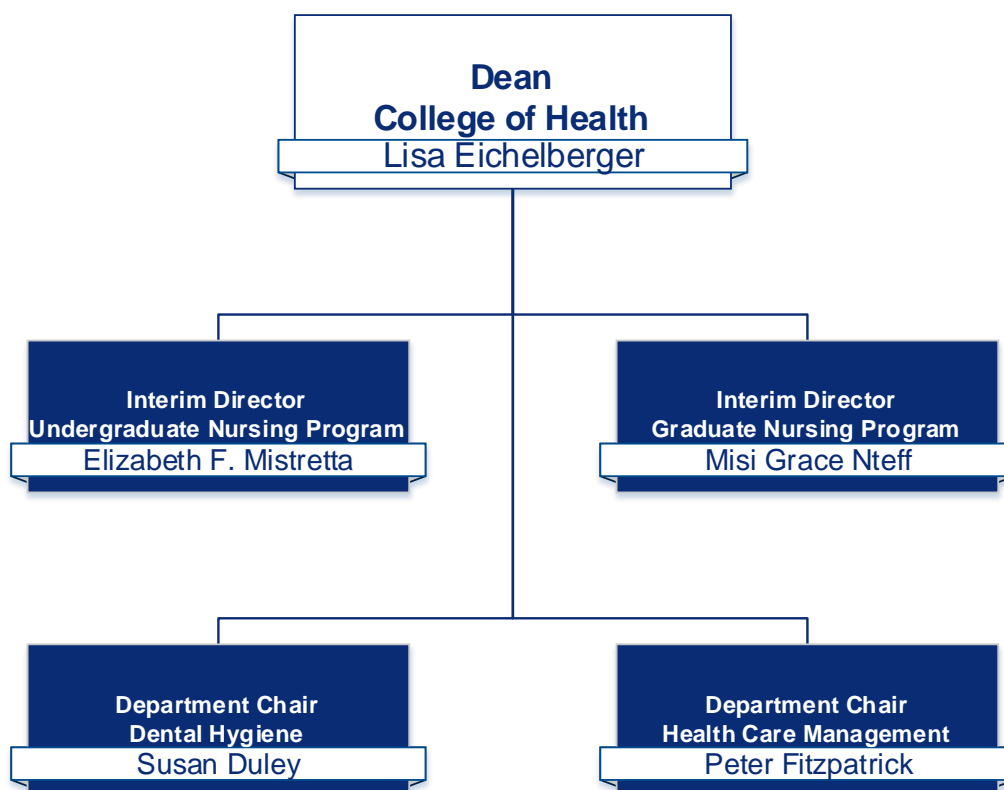 Dean
College of Health
Lisa Eichelberger
Interim Director
Undergraduate Nursing Program
Elizabeth F. Mistretta
Interim Director
Graduate Nursing Program
Misi Grace Nteff
Department Chair
Dental Hygiene
Susan Duley
Department Chair
Health Care Management
Peter Fitzpatrick